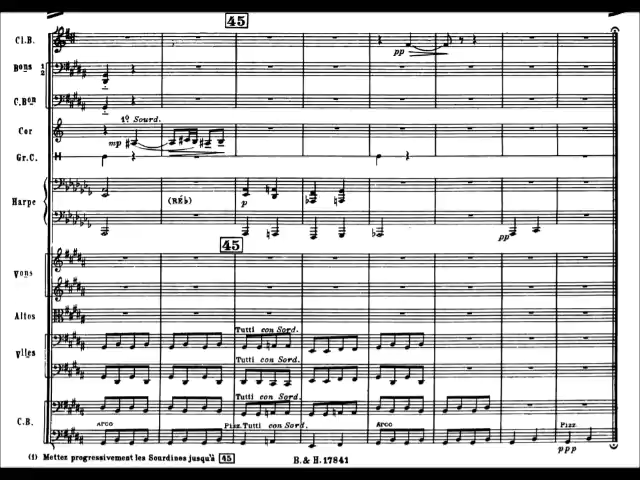 45
Cl.B.
pp
Bons 1 2
C.Bon
1º Sourd.
Cor
mp
Gr.C.
Harpe
(RÉb)
p
pp
45
Vons
Altos
Tutti con Sord.
Vlles
Tutti con Sord.
Tutti con Sord.
C.B.
Arco
Pizz. Tutti con Sord.
Arco
Pizz.
ppp
(1) Mettez progressivement les Sourdines jusqu'à 45
B. & H. 17841